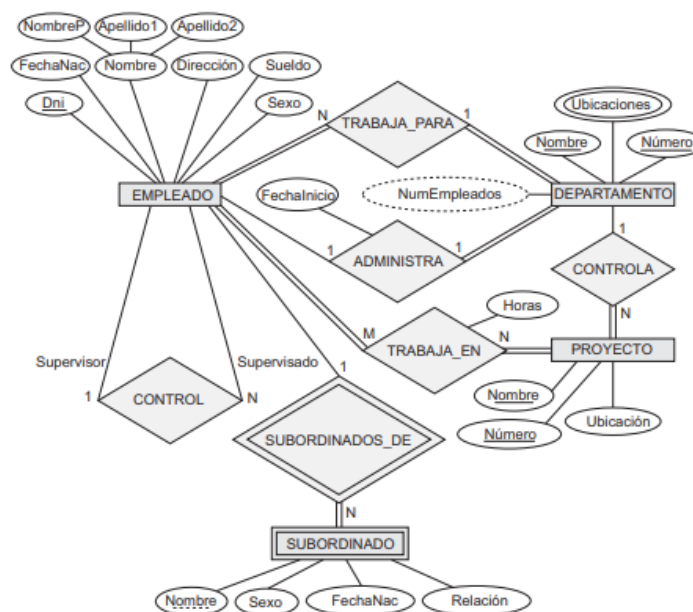 NombreP Apellido1 Apellido2
FechaNac Nombre Dirección Sueldo
Dni Sexo
N TRABAJA_PARA 1
Ubicaciones
Nombre Número
EMPLEADO FechaInicio NumEmpleados DEPARTAMENTO
1 ADMINISTRA 1
1
CONTROLA
N
Horas
M TRABAJA_EN N
PROYECTO
Supervisor Supervisado
1 CONTROL N
1
Nombre
Número Ubicación
SUBORDINADOS_DE
N
SUBORDINADO
Nombre Sexo FechaNac Relación